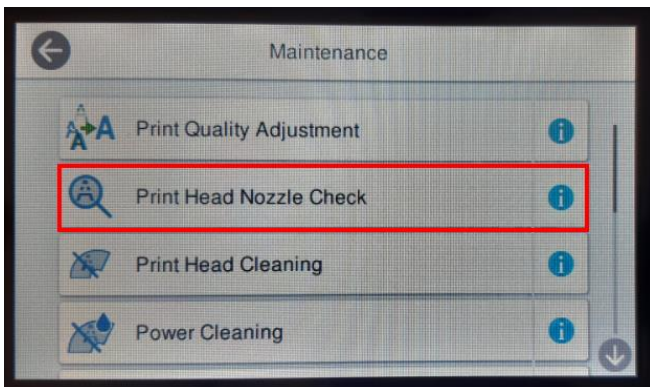 Maintenance
Print Quality Adjustment
Print Head Nozzle Check
Print Head Cleaning
Power Cleaning